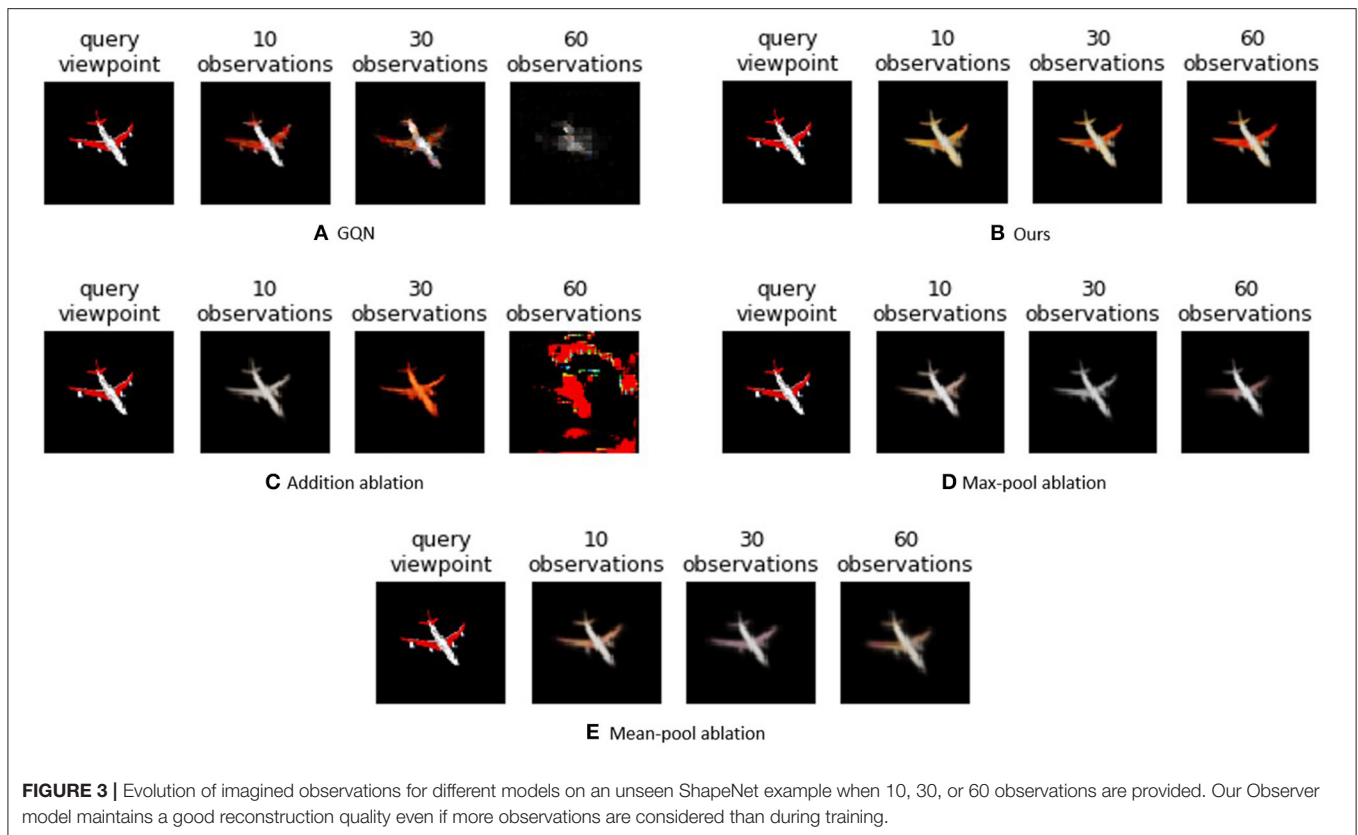 query viewpoint
10 observations
30 observations
60 observations
A GQN
query viewpoint
10 observations
30 observations
60 observations
B Ours
query viewpoint
10 observations
30 observations
60 observations
C Addition ablation
query viewpoint
10 observations
30 observations
60 observations
D Max-pool ablation
query viewpoint
10 observations
30 observations
60 observations
E Mean-pool ablation
FIGURE 3 | Evolution of imagined observations for different models on an unseen ShapeNet example when 10, 30, or 60 observations are provided. Our Observer
model maintains a good reconstruction quality even if more observations are considered than during training.